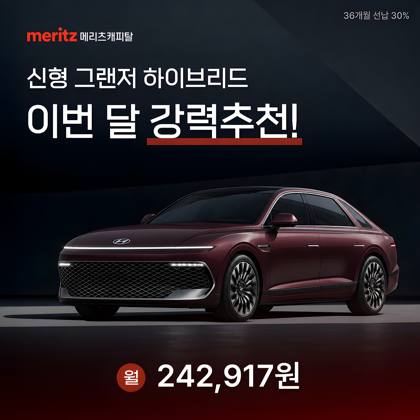 36개월 선납 30%
meritz 메리츠캐피탈
신형 그랜저 하이브리드
이번 달 강력추천!
월 242,917원